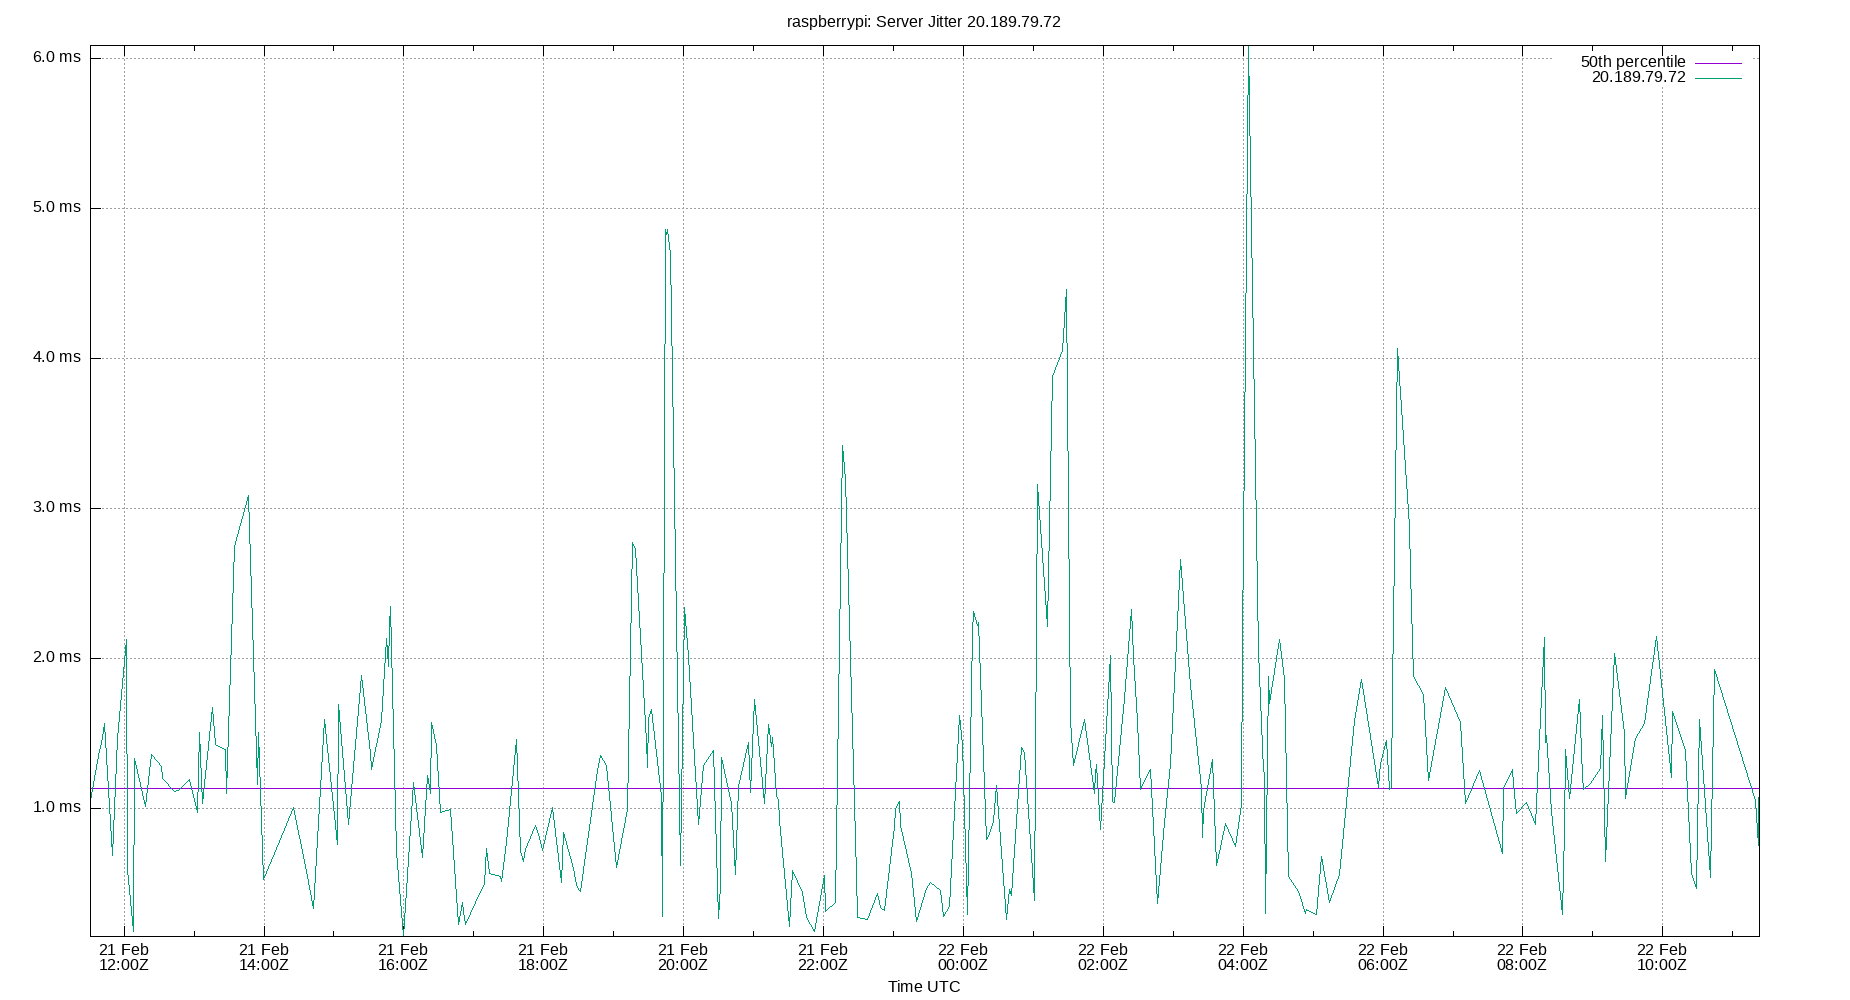 raspberrypi: Server Jitter 20.189.79.72
6.0 ms
5.0 ms
4.0 ms
3.0 ms
2.0 ms
1.0 ms
50th percentile
20.189.79.72
21 Feb 21 Feb 21 Feb 21 Feb 21 Feb 21 Feb 22 Feb 22 Feb 22 Feb 22 Feb 22 Feb 22 Feb
12:00Z 14:00Z 16:00Z 18:00Z 20:00Z 22:00Z 00:00Z 02:00Z 04:00Z 06:00Z 08:00Z 10:00Z
Time UTC